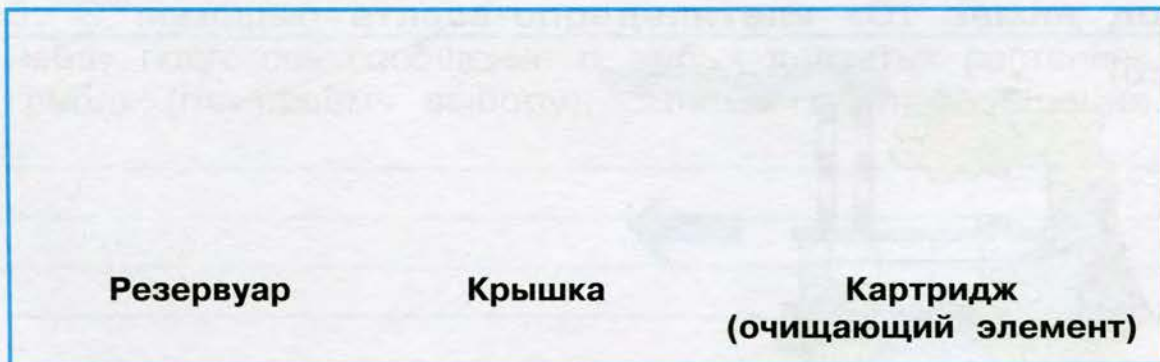 Резервуар Крышка Картридж
(очищающий элемент)